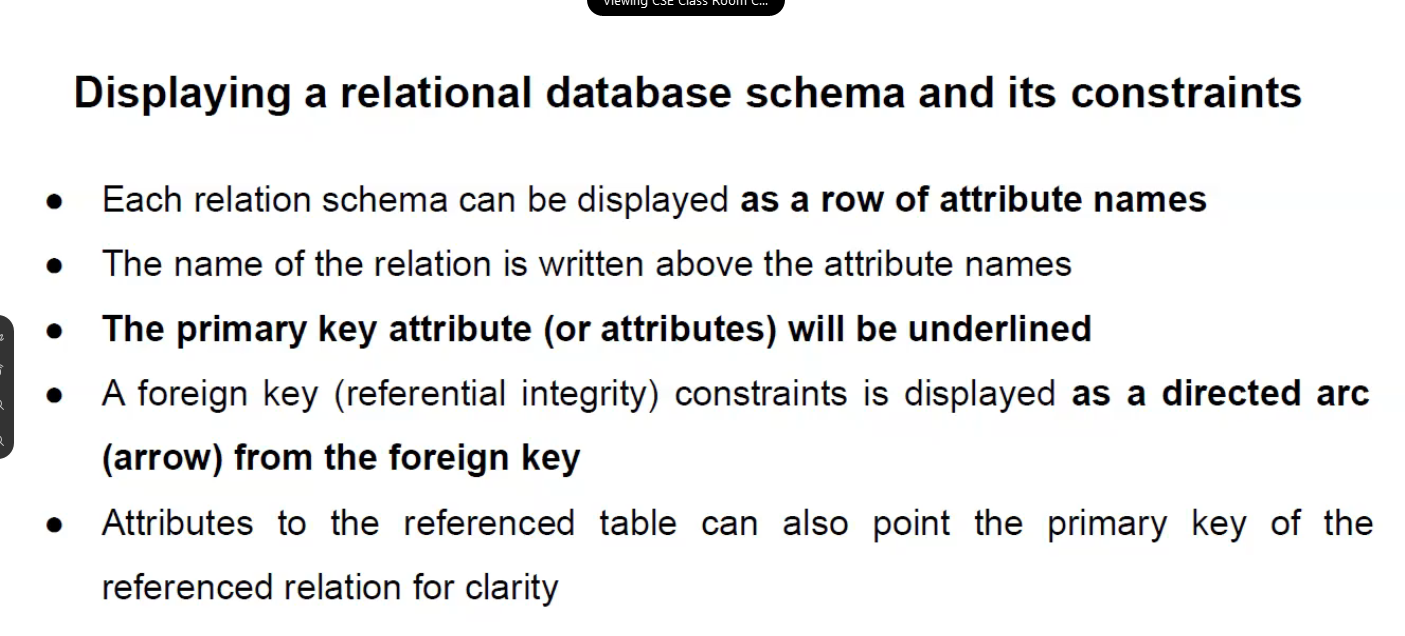 Viewing CSE Class Room C...
Displaying a relational database schema and its constraints
● Each relation schema can be displayed as a row of attribute names
● The name of the relation is written above the attribute names
● The primary key attribute (or attributes) will be underlined
● A foreign key (referential integrity) constraints is displayed as a directed arc
(arrow) from the foreign key
● Attributes to the referenced table can also point the primary key of the
referenced relation for clarity